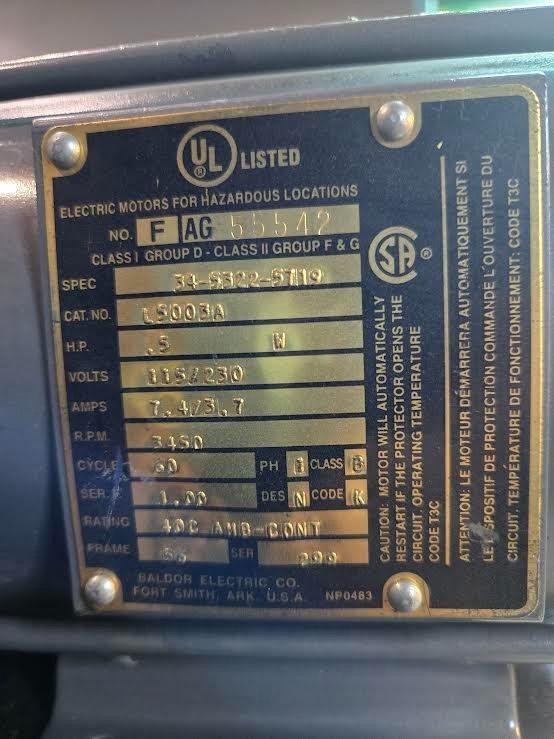 UL ® LISTED
ELECTRIC MOTORS FOR HAZARDOUS LOCATIONS
NO. F AG 55542
CLASS I GROUP D - CLASS II GROUP F & G
SPEC 34-5322-5719
CAT. NO. L5003A
H.P. .5 W
VOLTS 115/230
AMPS 7.4/3.7
R.P.M. 3450
CYCLE 60 PH 1 CLASS B
SER. 1.00 DES N CODE K
RATING 40C AMB-CONT
FRAME 56 SER 299
BALDOR ELECTRIC CO.
FORT SMITH, ARK. U.S.A. NP0483
SA ®
CAUTION: MOTOR WILL AUTOMATICALLY
RESTART IF THE PROTECTOR OPENS THE
CIRCUIT. OPERATING TEMPERATURE
CODE T3C
ATTENTION: LE MOTEUR DÉMARRERA AUTOMATIQUEMENT SI
LE DISPOSITIF DE PROTECTION COMMANDE L'OUVERTURE DU
CIRCUIT. TEMPÉRATURE DE FONCTIONNEMENT: CODE T3C